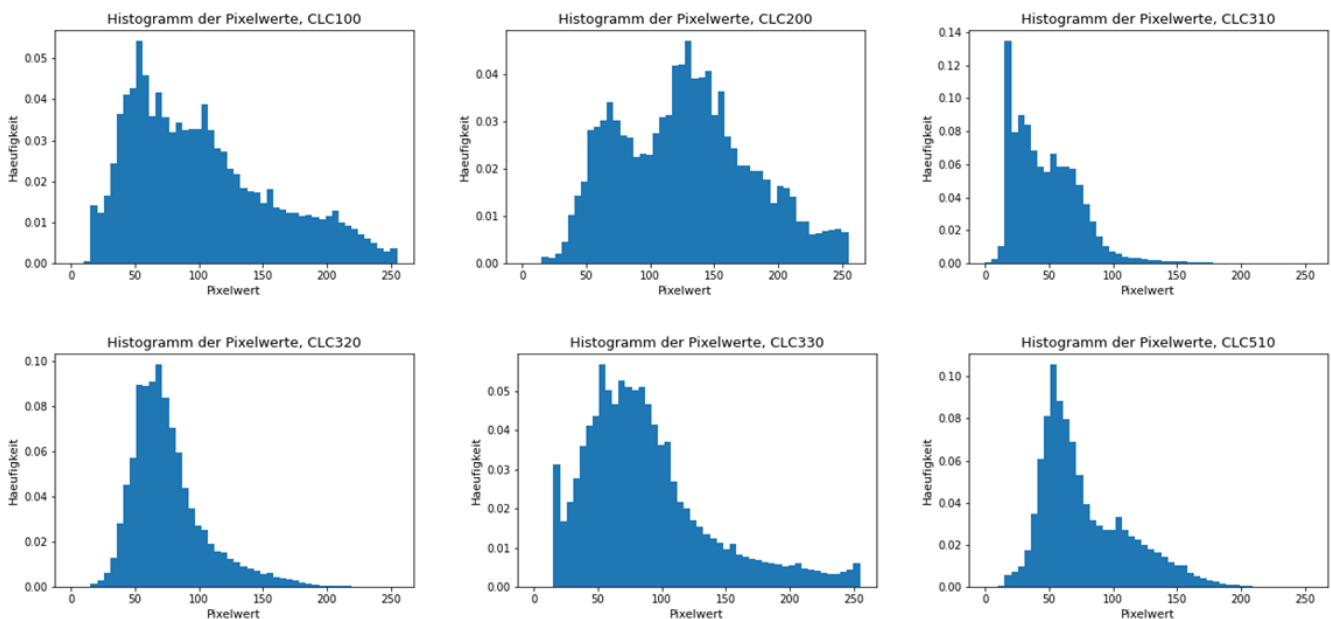 Histogramm der Pixelwerte, CLC100
0.05
0.04
0.03
0.02
0.01
0.00
Haeufigkeit
0 50 100 150 200 250
Pixelwert
Histogramm der Pixelwerte, CLC200
0.04
0.03
0.02
0.01
0.00
Haeufigkeit
0 50 100 150 200 250
Pixelwert
Histogramm der Pixelwerte, CLC310
0.14
0.12
0.10
0.08
0.06
0.04
0.02
0.00
Haeufigkeit
0 50 100 150 200 250
Pixelwert
Histogramm der Pixelwerte, CLC320
0.10
0.08
0.06
0.04
0.02
0.00
Haeufigkeit
0 50 100 150 200 250
Pixelwert
Histogramm der Pixelwerte, CLC330
0.05
0.04
0.03
0.02
0.01
0.00
Haeufigkeit
0 50 100 150 200 250
Pixelwert
Histogramm der Pixelwerte, CLC510
0.10
0.08
0.06
0.04
0.02
0.00
Haeufigkeit
0 50 100 150 200 250
Pixelwert